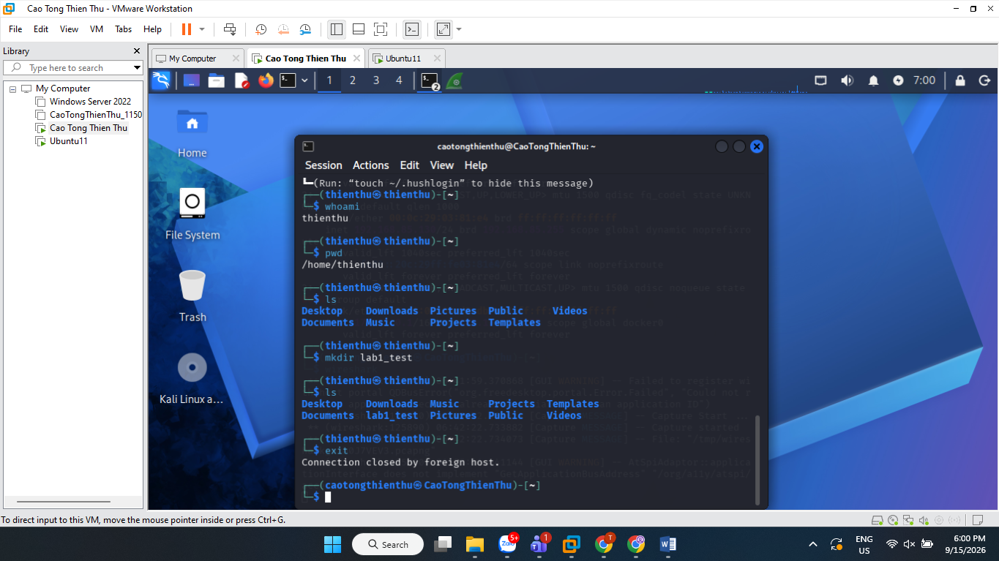 Cao Tong Thien Thu - VMware Workstation
File Edit View VM Tabs Help
Library
Type here to search
My Computer
Windows Server 2022
CaoTongThienThu_1150
Cao Tong Thien Thu
Ubuntu11
My Computer Cao Tong Thien Thu Ubuntu11
1 2 3 4 2 7:00
Home
File System
Trash
Kali Linux a...
caotongthienthu@CaoTongThienThu: ~
Session Actions Edit View Help
(Run: “touch ~/.hushlogin” to hide this message)
(thienthu㉿thienthu)-[~]
$ whoami
thienthu
(thienthu㉿thienthu)-[~]
$ pwd
/home/thienthu
(thienthu㉿thienthu)-[~]
$ ls
Desktop Downloads Pictures Public Videos
Documents Music Projects Templates
(thienthu㉿thienthu)-[~]
$ mkdir lab1_test
(thienthu㉿thienthu)-[~]
$ ls
Desktop Downloads Music Projects Templates
Documents lab1_test Pictures Public Videos
(thienthu㉿thienthu)-[~]
$ exit
Connection closed by foreign host.
(caotongthienthu㉿CaoTongThienThu)-[~]
$
To direct input to this VM, move the mouse pointer inside or press Ctrl+G.
Search
Zalo 5+
1
T
ENG
US
6:00 PM
9/15/2026